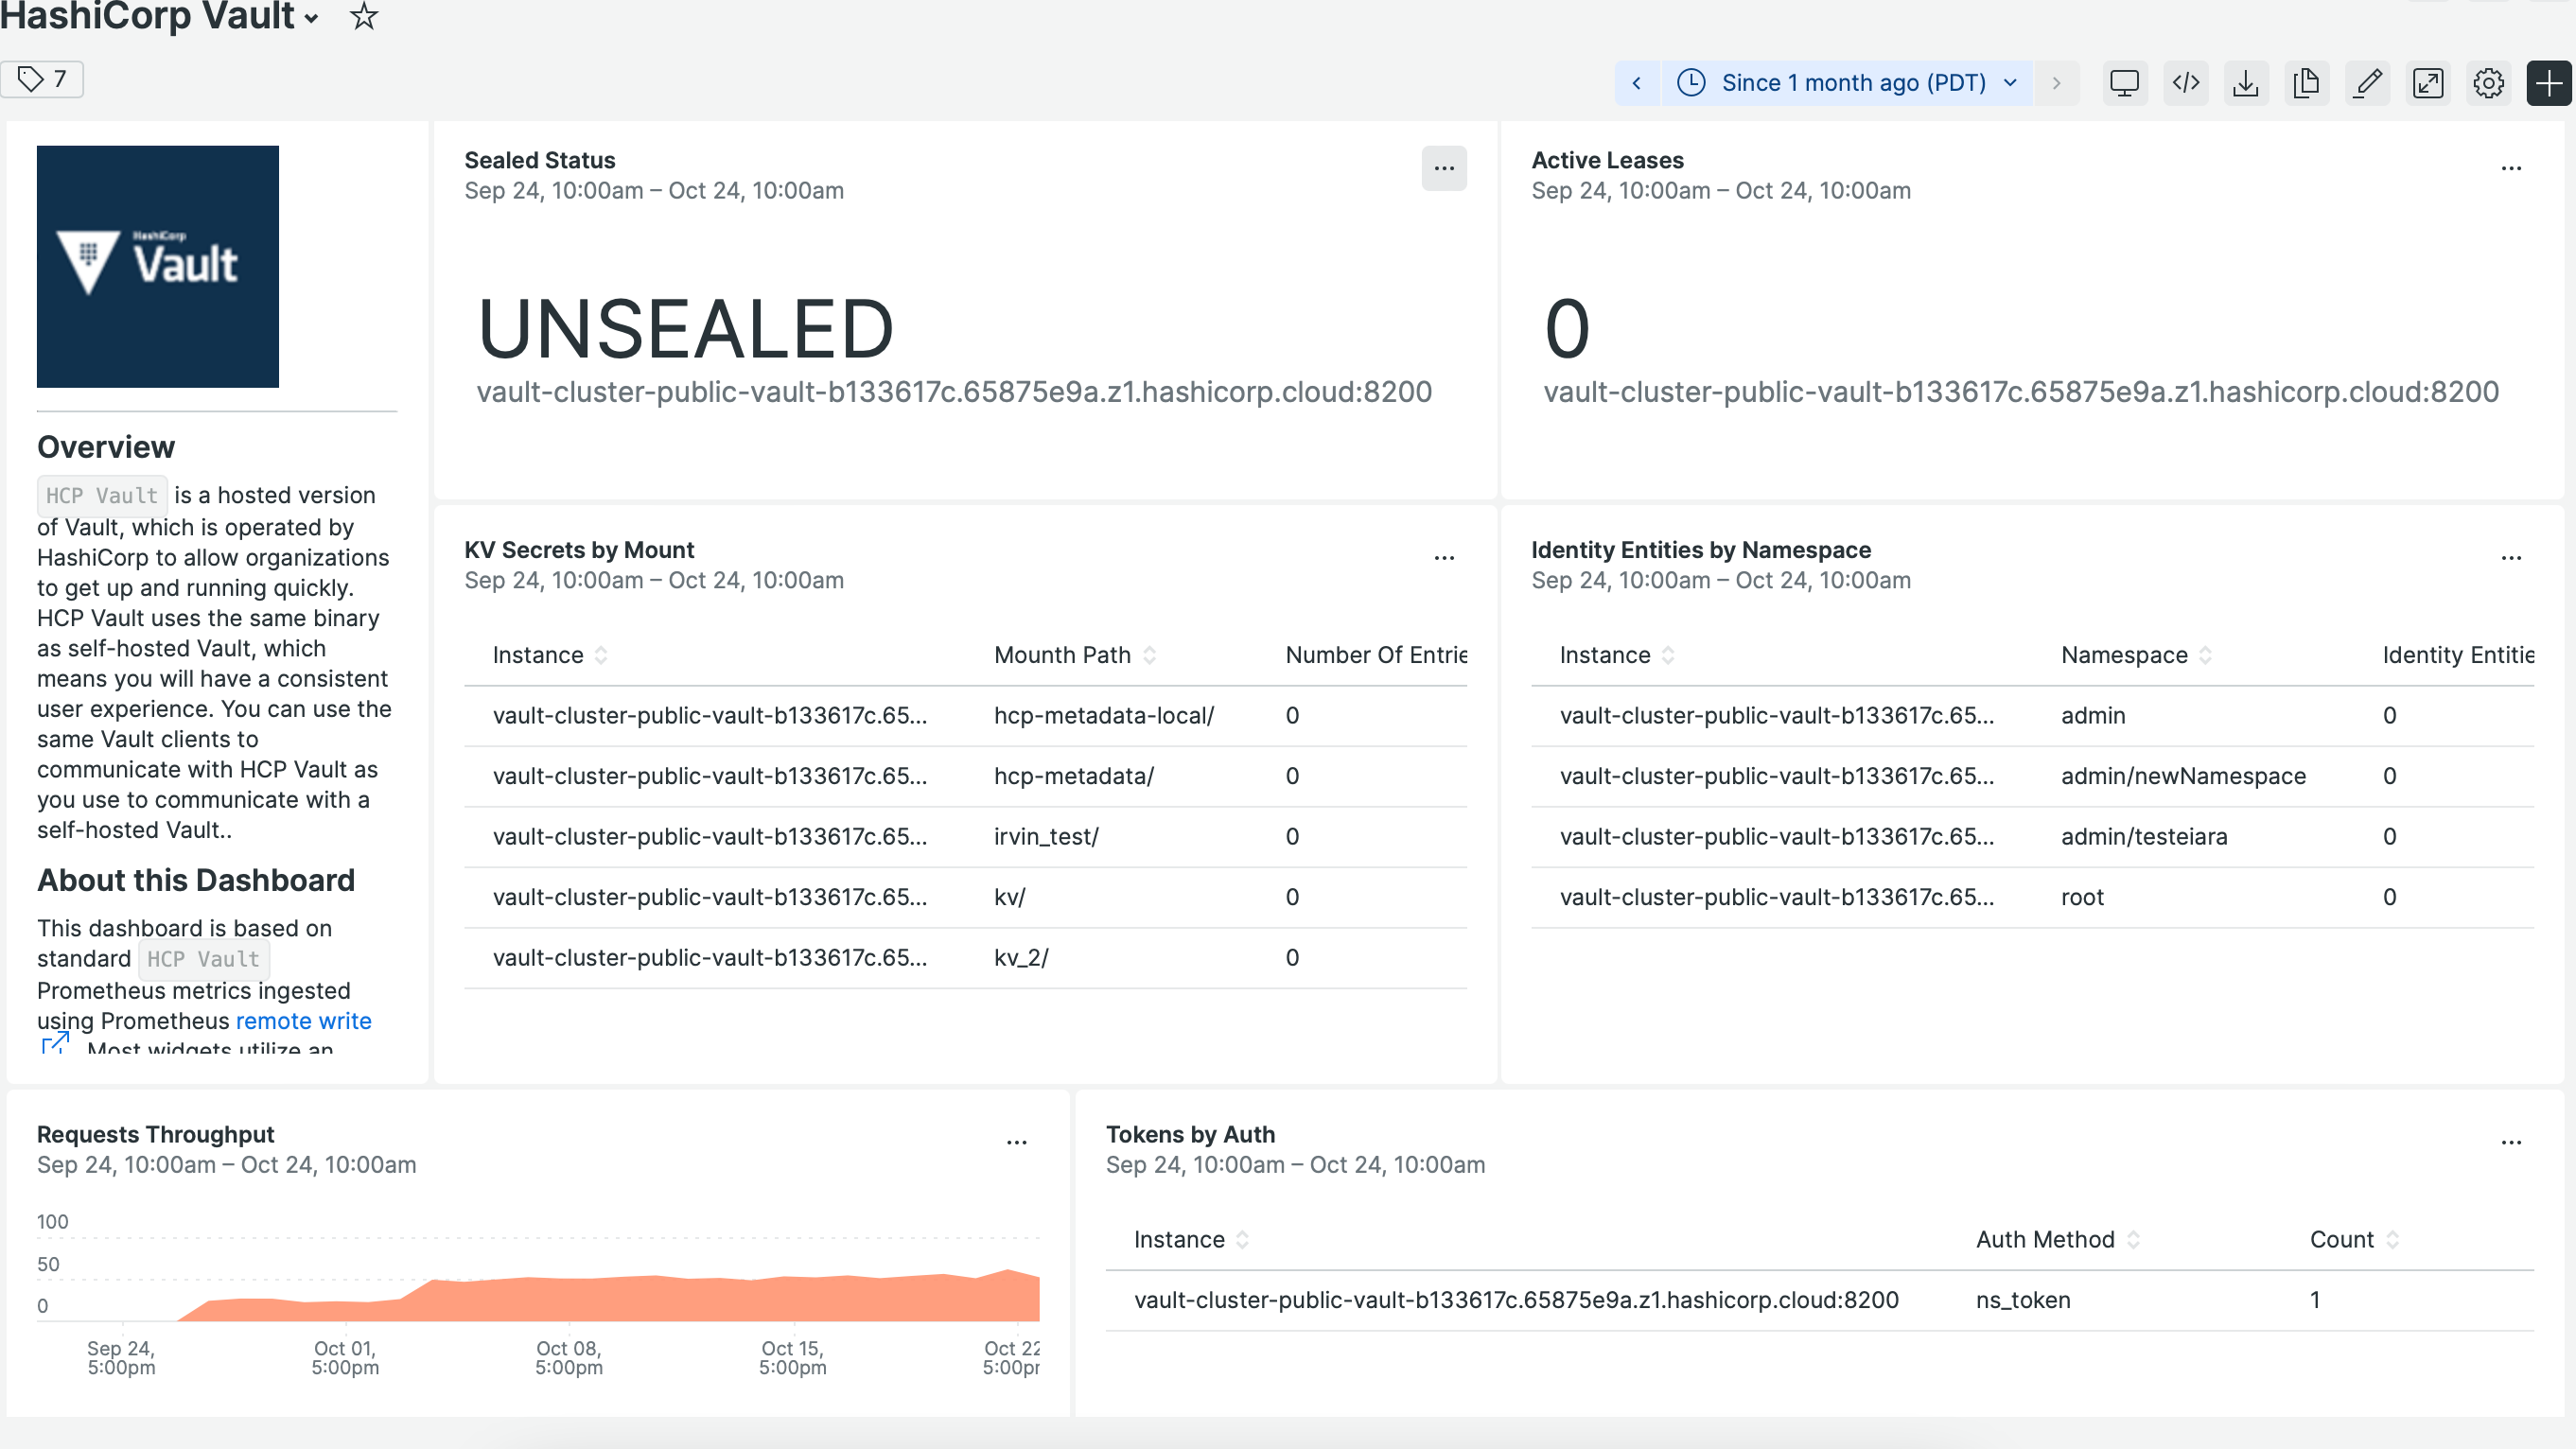 HashiCorp Vault
7
Since 1 month ago (PDT)
HashiCorp
Vault
Overview
HCP Vault is a hosted version
of Vault, which is operated by
HashiCorp to allow organizations
to get up and running quickly.
HCP Vault uses the same binary
as self-hosted Vault, which
means you will have a consistent
user experience. You can use the
same Vault clients to
communicate with HCP Vault as
you use to communicate with a
self-hosted Vault..
About this Dashboard
This dashboard is based on
standard HCP Vault
Prometheus metrics ingested
using Prometheus remote write
Most widgets utilize an
Sealed Status
Sep 24, 10:00am – Oct 24, 10:00am
UNSEALED
vault-cluster-public-vault-b133617c.65875e9a.z1.hashicorp.cloud:8200
Active Leases
Sep 24, 10:00am – Oct 24, 10:00am
0
vault-cluster-public-vault-b133617c.65875e9a.z1.hashicorp.cloud:8200
KV Secrets by Mount
Sep 24, 10:00am – Oct 24, 10:00am
Instance Mounth Path Number Of Entrie
vault-cluster-public-vault-b133617c.65... hcp-metadata-local/ 0
vault-cluster-public-vault-b133617c.65... hcp-metadata/ 0
vault-cluster-public-vault-b133617c.65... irvin_test/ 0
vault-cluster-public-vault-b133617c.65... kv/ 0
vault-cluster-public-vault-b133617c.65... kv_2/ 0
Identity Entities by Namespace
Sep 24, 10:00am – Oct 24, 10:00am
Instance Namespace Identity Entitie
vault-cluster-public-vault-b133617c.65... admin 0
vault-cluster-public-vault-b133617c.65... admin/newNamespace 0
vault-cluster-public-vault-b133617c.65... admin/testeiara 0
vault-cluster-public-vault-b133617c.65... root 0
Requests Throughput
Sep 24, 10:00am – Oct 24, 10:00am
100
50
0
Sep 24, 5:00pm
Oct 01, 5:00pm
Oct 08, 5:00pm
Oct 15, 5:00pm
Oct 22 5:00pr
Tokens by Auth
Sep 24, 10:00am – Oct 24, 10:00am
Instance Auth Method Count
vault-cluster-public-vault-b133617c.65875e9a.z1.hashicorp.cloud:8200 ns_token 1